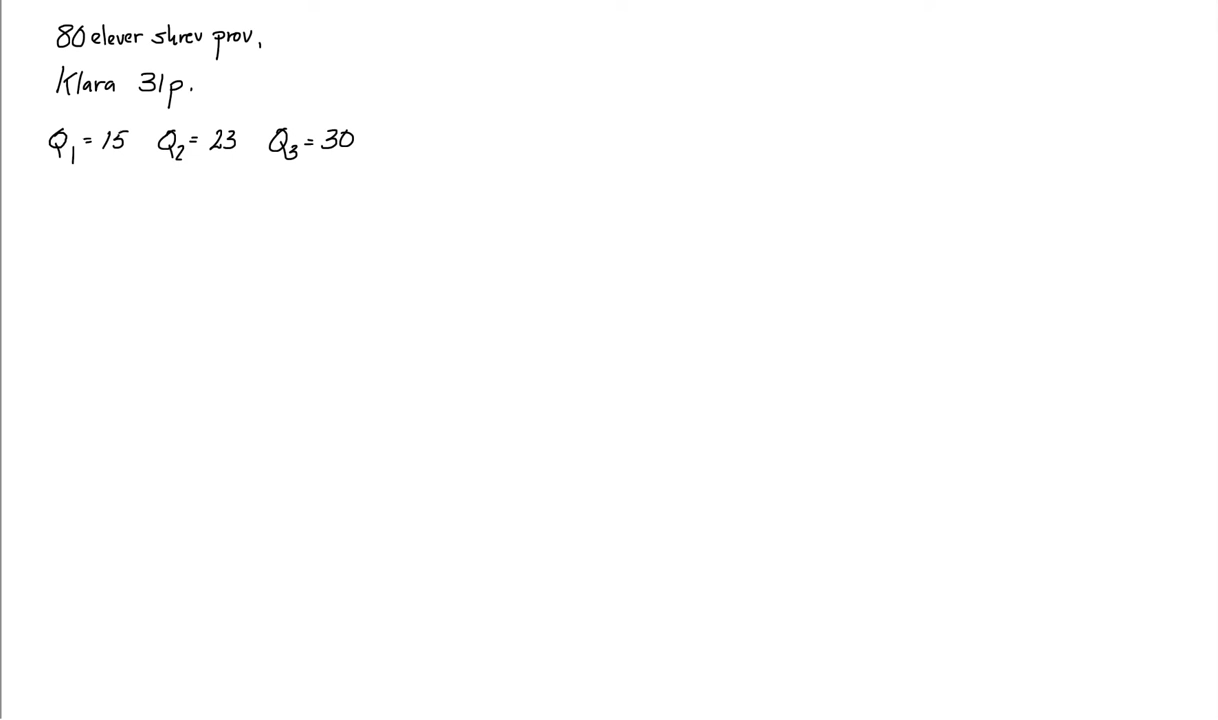 80 elever skrev prov.
Klara 31p.
Q₁ = 15 Q₂ = 23 Q₃ = 30